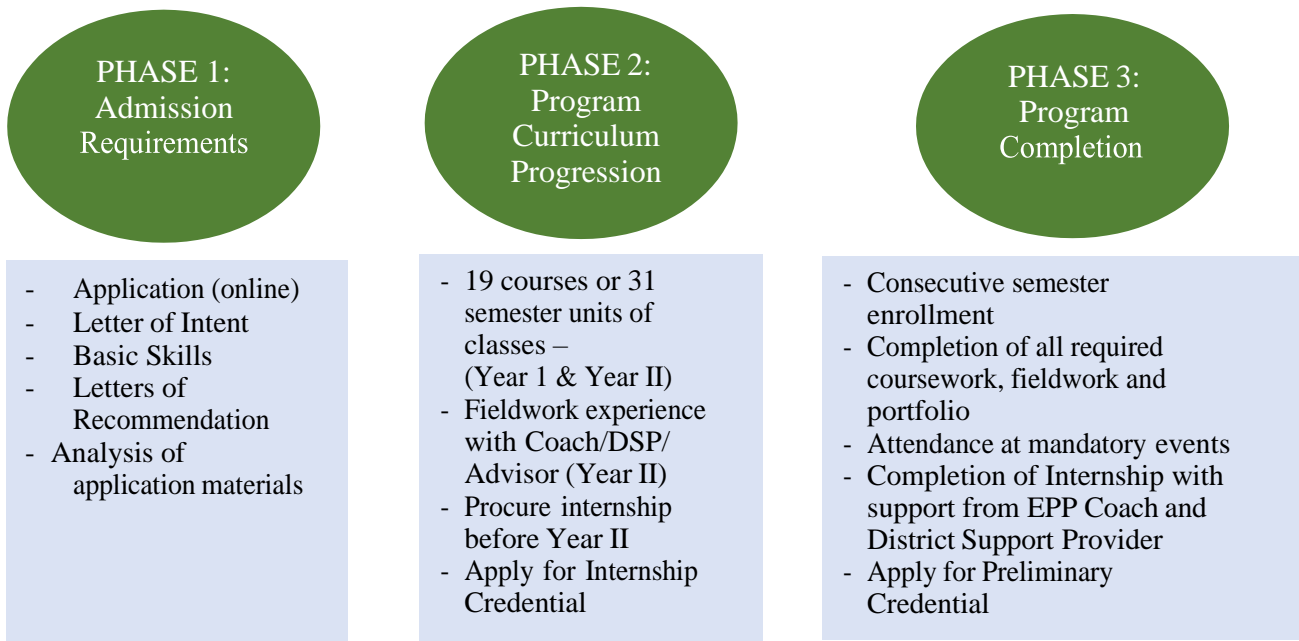 PHASE 1:
Admission
Requirements
- Application (online)
- Letter of Intent
- Basic Skills
- Letters of
Recommendation
- Analysis of
application materials
PHASE 2:
Program
Curriculum
Progression
- 19 courses or 31
semester units of
classes –
(Year 1 & Year II)
- Fieldwork experience
with Coach/DSP/
Advisor (Year II)
- Procure internship
before Year II
- Apply for Internship
Credential
PHASE 3:
Program
Completion
- Consecutive semester
enrollment
- Completion of all required
coursework, fieldwork and
portfolio
- Attendance at mandatory events
- Completion of Internship with
support from EPP Coach and
District Support Provider
- Apply for Preliminary
Credential